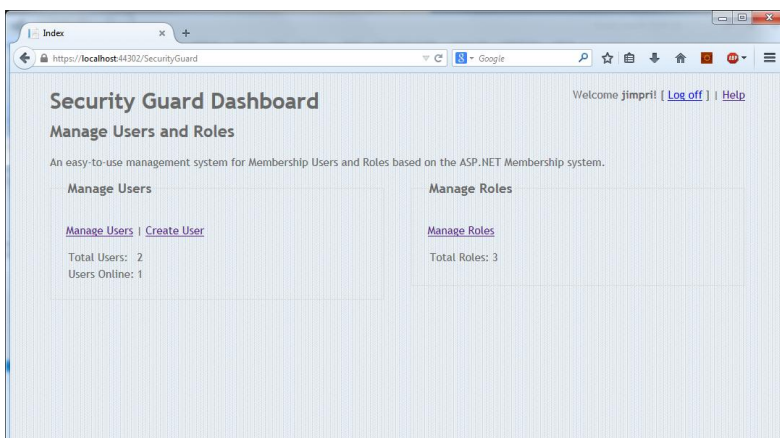 Index
https://localhost:44302/SecurityGuard
Google
Security Guard Dashboard
Welcome jimpri! [ Log off ] | Help
Manage Users and Roles
An easy-to-use management system for Membership Users and Roles based on the ASP.NET Membership system.
Manage Users
Manage Users | Create User
Total Users: 2
Users Online: 1
Manage Roles
Manage Roles
Total Roles: 3